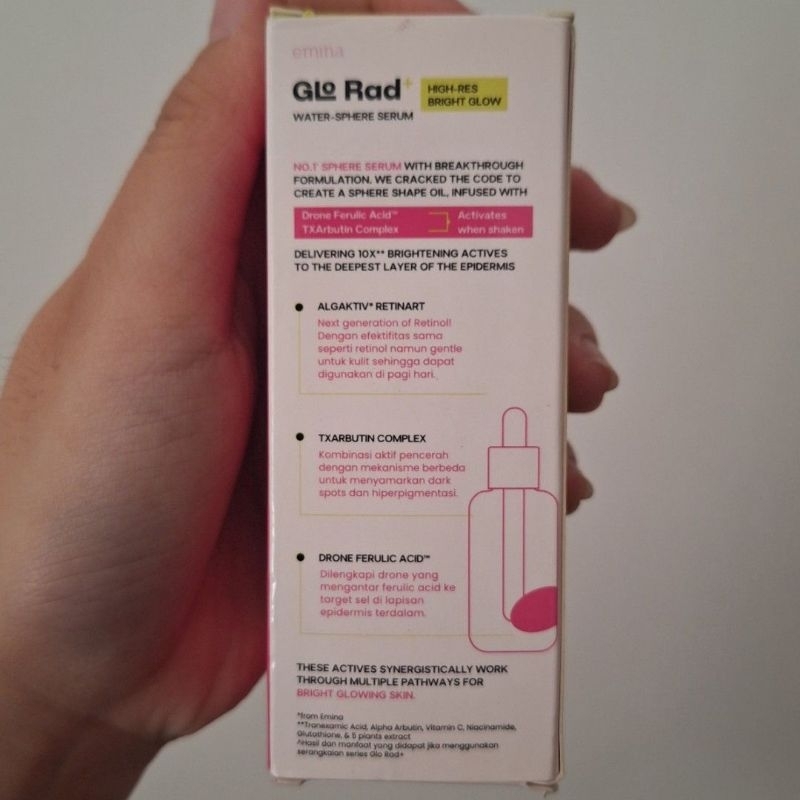 emina
GLo Rad+
HIGH-RES
BRIGHT GLOW
WATER-SPHERE SERUM
NO.1* SPHERE SERUM WITH BREAKTHROUGH
FORMULATION, WE CRACKED THE CODE TO
CREATE A SPHERE SHAPE OIL, INFUSED WITH
Drone Ferulic Acid™
TXArbutin Complex
Activates
when shaken
DELIVERING 10X** BRIGHTENING ACTIVES
TO THE DEEPEST LAYER OF THE EPIDERMIS
ALGAKTIV® RETINART
Next generation of Retinol!
Dengan efektifitas sama
seperti retinol namun gentle
untuk kulit sehingga dapat
digunakan di pagi hari.
TXARBUTIN COMPLEX
Kombinasi aktif pencerah
dengan mekanisme berbeda
untuk menyamarkan dark
spots dan hiperpigmentasi.
DRONE FERULIC ACID™
Dilengkapi drone yang
mengantar ferulic acid ke
target sel di lapisan
epidermis terdalam.
THESE ACTIVES SYNERGISTICALLY WORK
THROUGH MULTIPLE PATHWAYS FOR
BRIGHT GLOWING SKIN.
*from Emina
**Tranexamic Acid, Alpha Arbutin, Vitamin C, Niacinamide,
Glutathione, & 5 plants extract
^Hasil dan manfaat yang didapat jika menggunakan
serangkaian series Glo Rad+